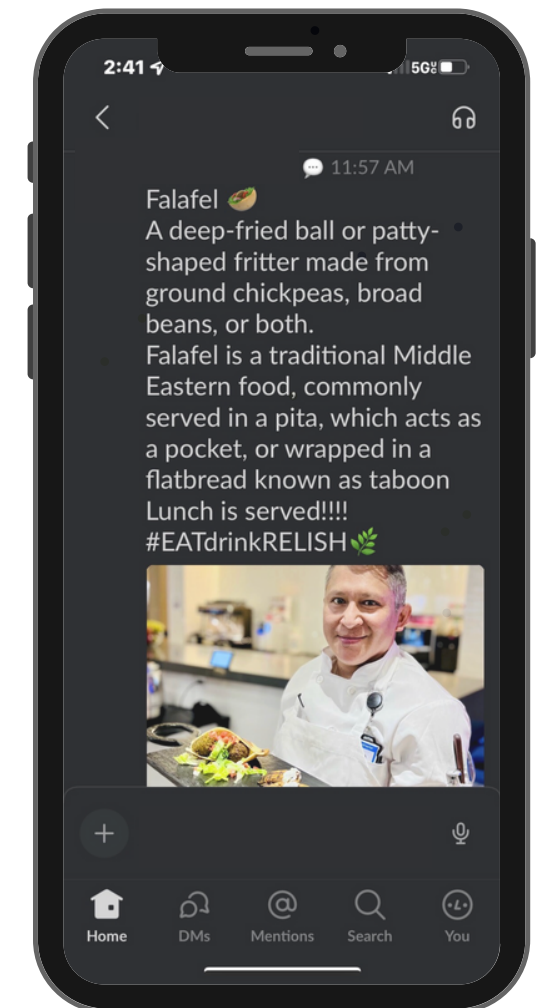 2:41
5G
11:57 AM
Falafel 🥙
A deep-fried ball or patty-
shaped fritter made from
ground chickpeas, broad
beans, or both.
Falafel is a traditional Middle
Eastern food, commonly
served in a pita, which acts as
a pocket, or wrapped in a
flatbread known as taboon
Lunch is served!!!!
#EATdrinkRELISH🌿
Home DMs Mentions Search You